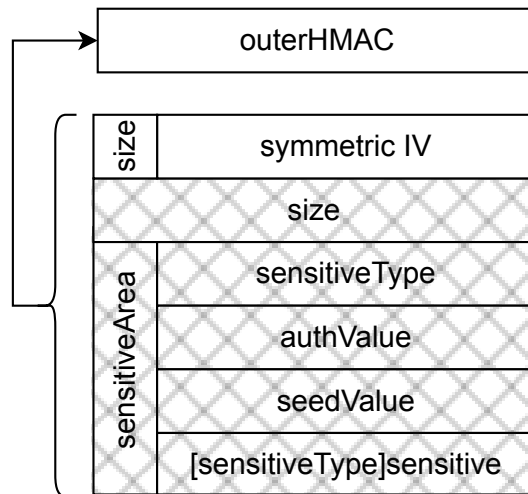 outerHMAC
size
symmetric IV
size
sensitiveArea
sensitiveType
authValue
seedValue
[sensitiveType]sensitive